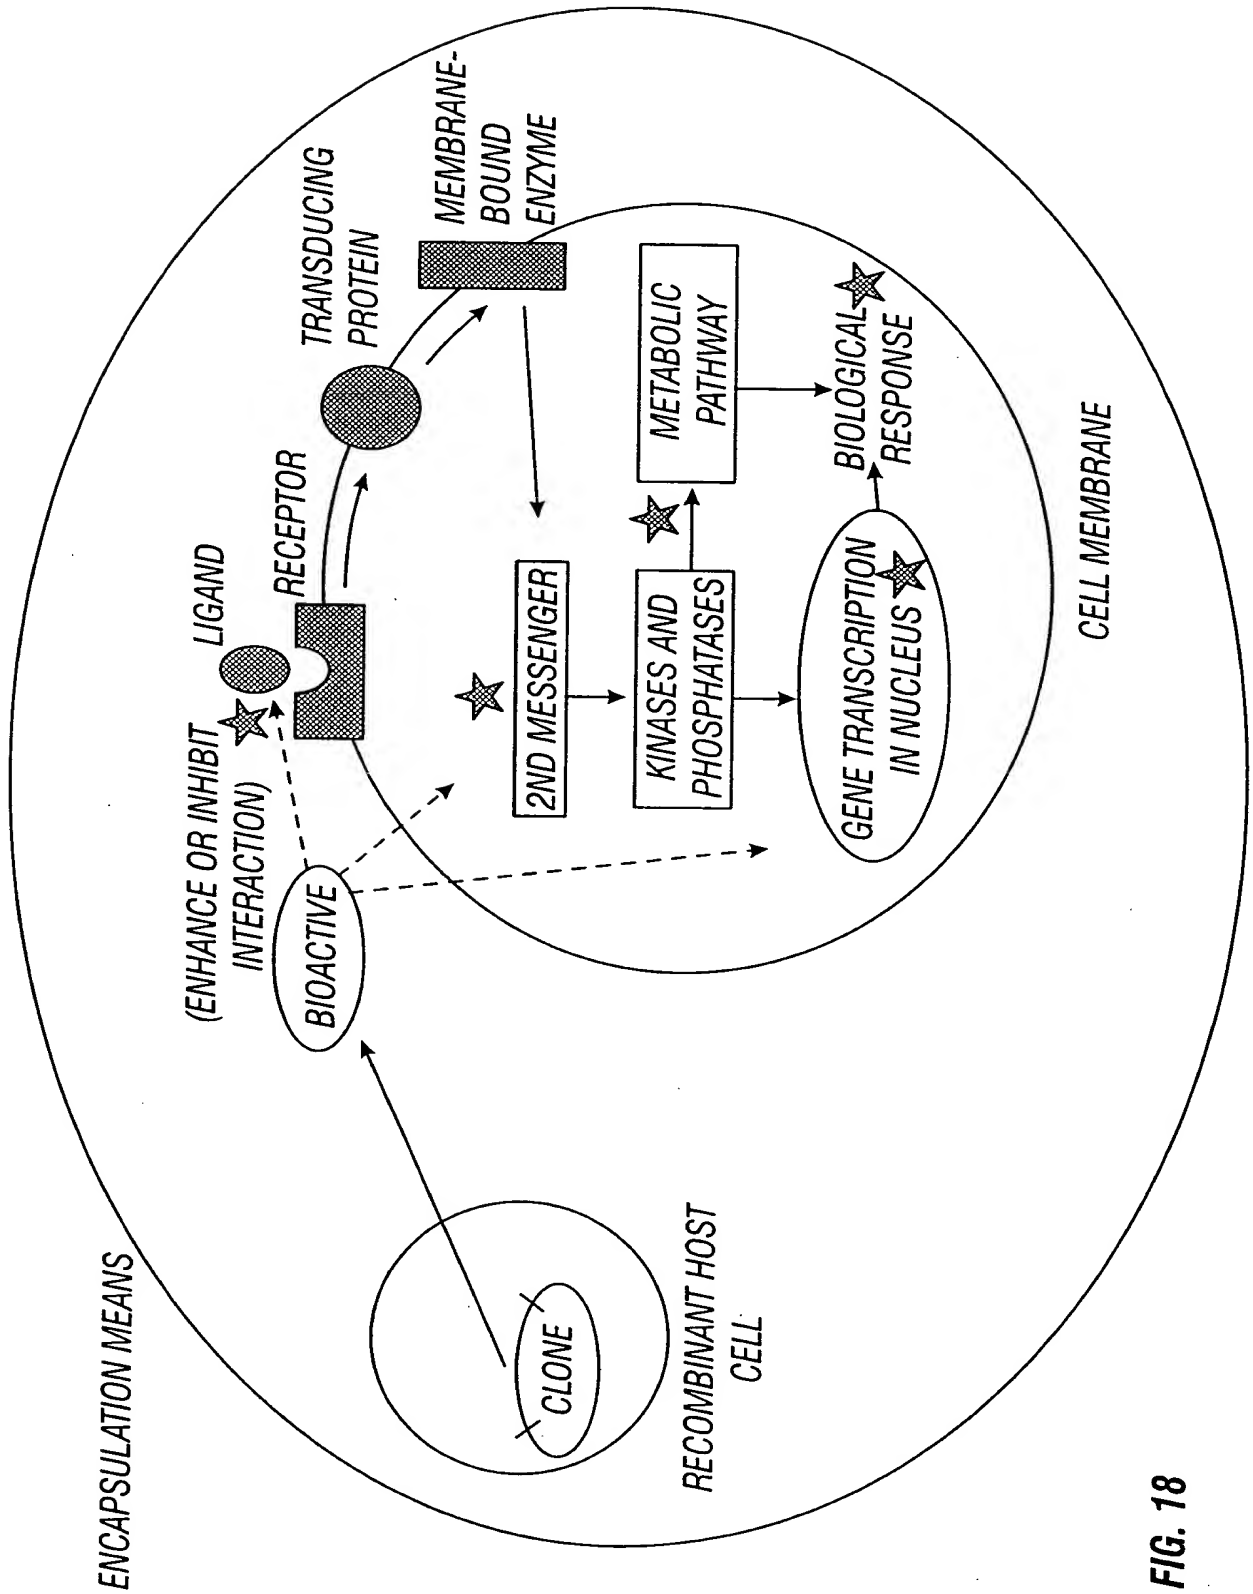 ENCAPSULATION MEANS
(ENHANCE OR INHIBIT
INTERACTION)
LIGAND
RECEPTOR
TRANSDUCING
PROTEIN
MEMBRANE-
BOUND
ENZYME
BIOACTIVE
2ND MESSENGER
KINASES AND
PHOSPHATASES
METABOLIC
PATHWAY
GENE TRANSCRIPTION
IN NUCLEUS
BIOLOGICAL
RESPONSE
CLONE
RECOMBINANT HOST
CELL
CELL MEMBRANE
FIG. 18